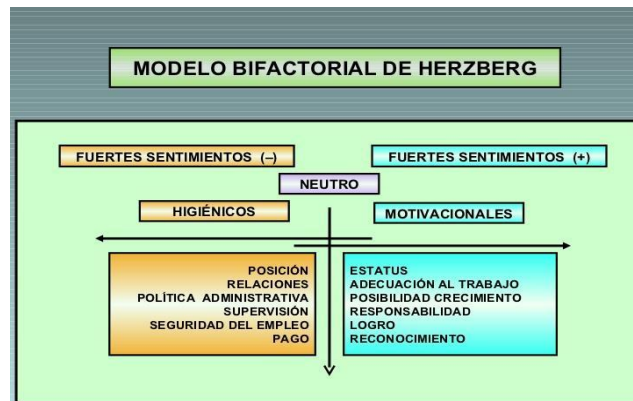 MODELO BIFACTORIAL DE HERZBERG
FUERTES SENTIMIENTOS (–)
FUERTES SENTIMIENTOS (+)
NEUTRO
HIGIÉNICOS
MOTIVACIONALES
POSICIÓN
RELACIONES
POLÍTICA ADMINISTRATIVA
SUPERVISIÓN
SEGURIDAD DEL EMPLEO
PAGO
ESTATUS
ADECUACIÓN AL TRABAJO
POSIBILIDAD CRECIMIENTO
RESPONSABILIDAD
LOGRO
RECONOCIMIENTO